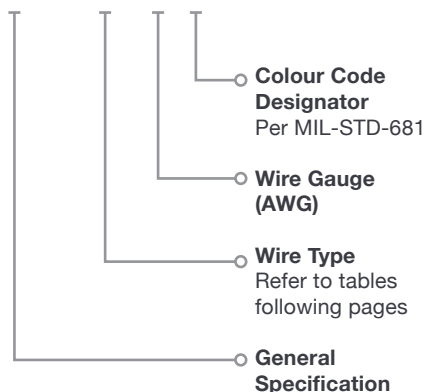 Colour Code
Designator
Per MIL-STD-681
Wire Gauge
(AWG)
Wire Type
Refer to tables
following pages
General
Specification